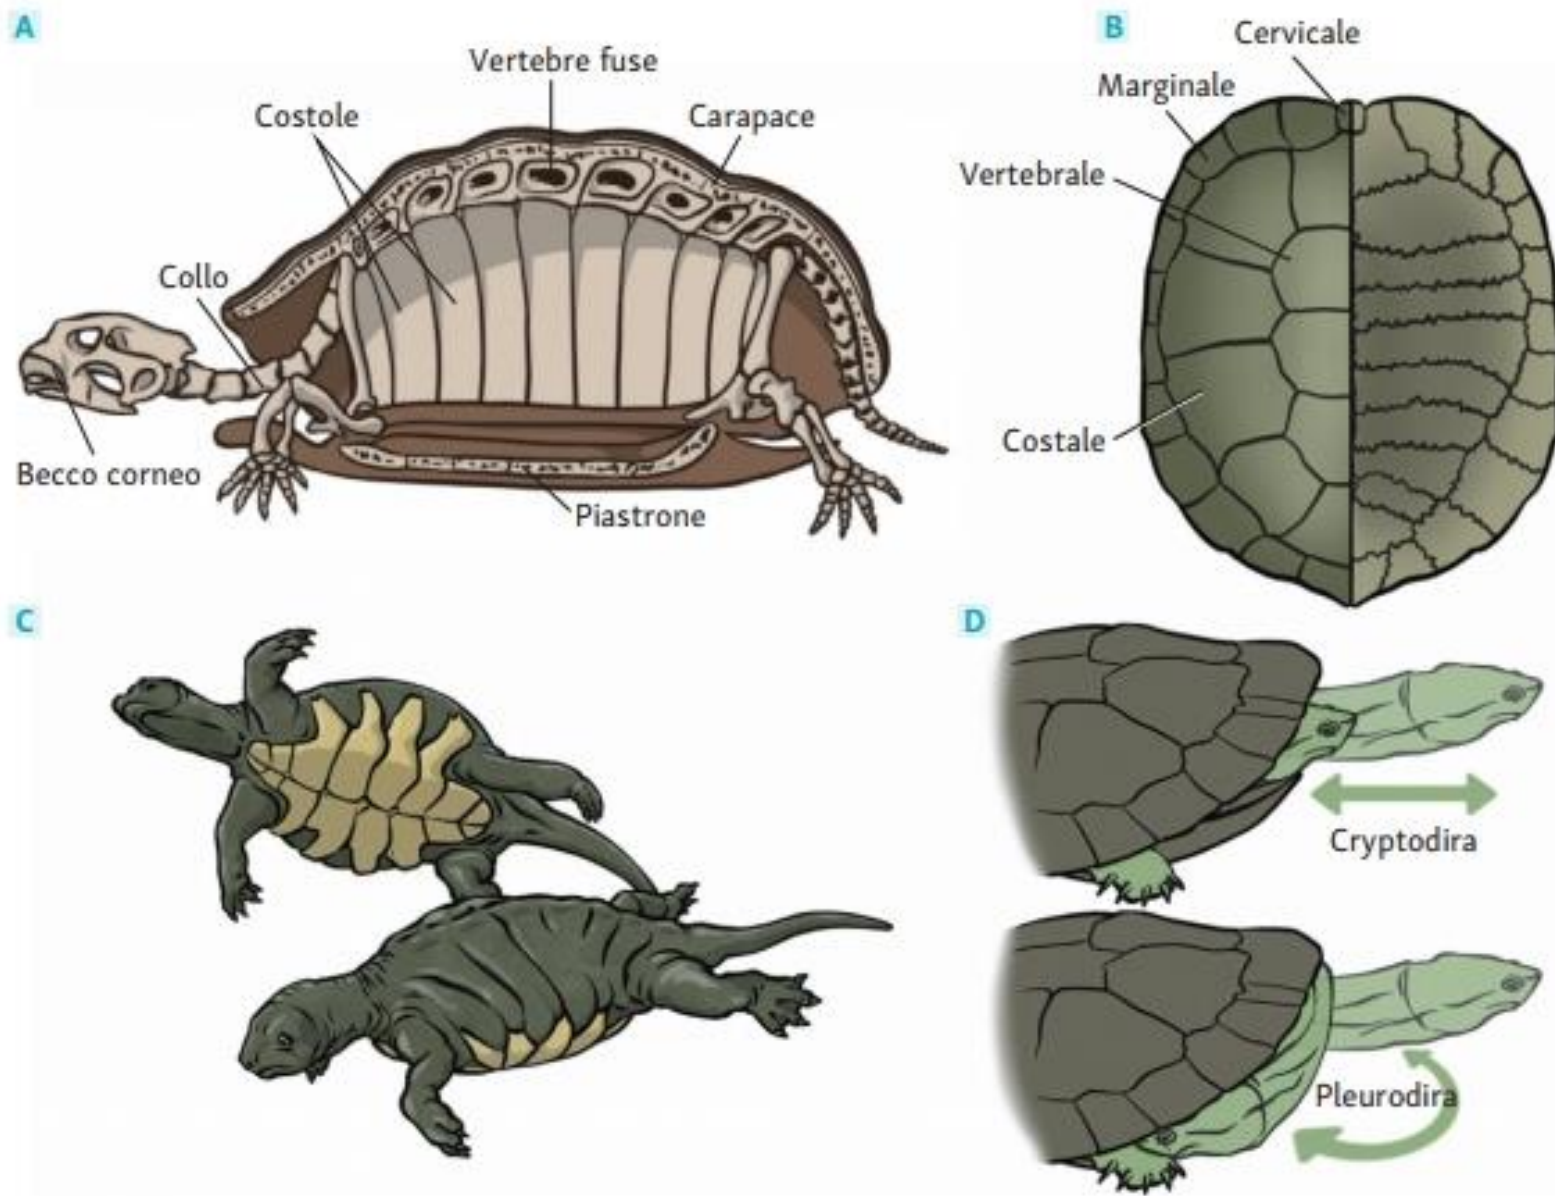 A
Vertebre fuse
Costole
Carapace
Collo
Becco corneo
Piastrone
B
Cervicale
Marginale
Vertebrale
Costale
C
D
Cryptodira
Pleurodira